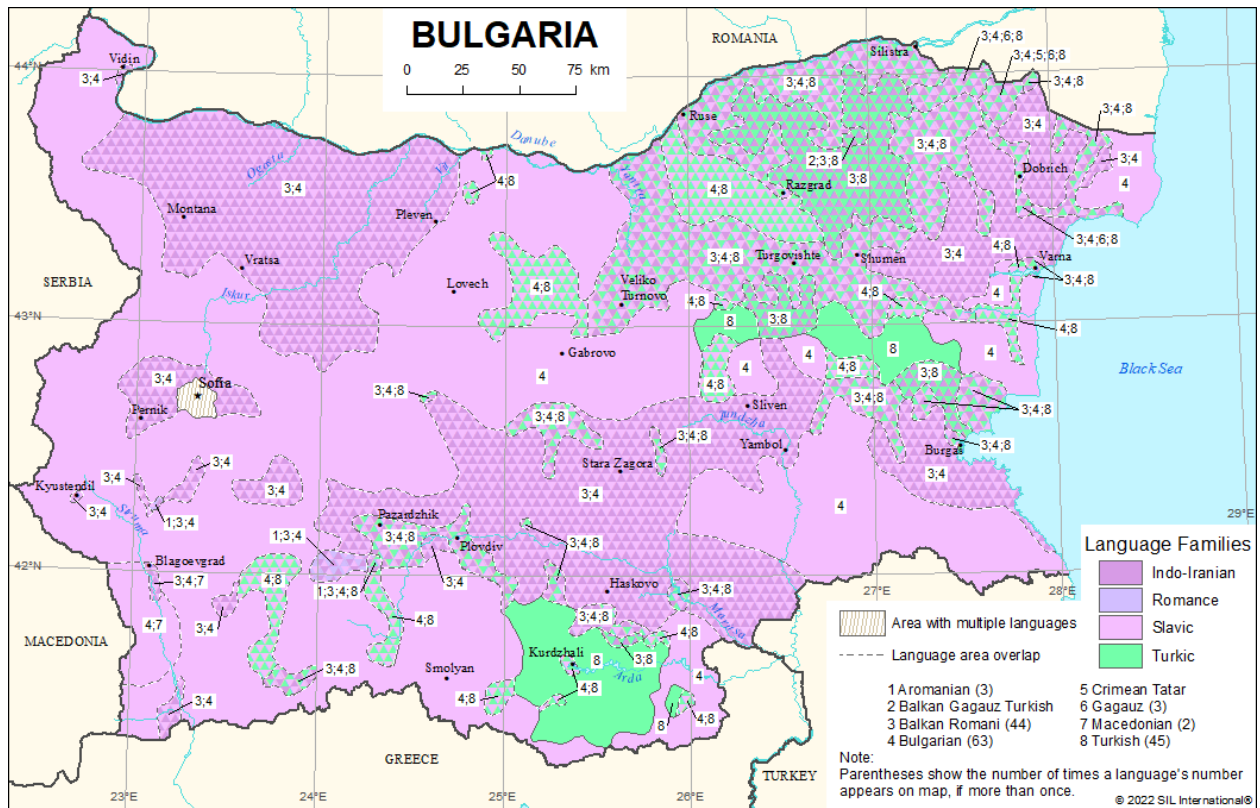 BULGARIA
0 25 50 75 km
ROMANIA
Silistra
3;4;6;8
3;4;5;6;8
3;4;8
44°N
Vidin
3;4
3;4;8
3;4;8
3;4
Ruse
Danube
Ogosta
Vit
Yantra
2;3;8
3;4;8
3;4
Dobrich
4
3;4
4;8
4;8
Razgrad
3;8
Montana
Pleven
3;4;6;8
Vratsa
3;4;8
Turgovishte
Shumen
3;4
4;8
Varna
3;4;8
SERBIA
Iskur
Lovech
4;8
Veliko
Turnovo
4;8
4;8
4
43°N
8
3;8
4;8
Gabrovo
4
8
4
4
3;4
Sofia
4
3;4;8
4;8
4;8
3;8
Black Sea
Pernik
3;4;8
Sliven
3;4;8
3;4;8
Tundzha
3;4;8
Yambol
Burgas
3;4;8
3;4
3;4
3;4
Stara Zagora
Kyustendil
3;4
3;4
3;4
4
Struma
1;3;4
Pazardzhik
29°E
1;3;4
3;4;8
Plovdiv
3;4;8
Blagoevgrad
42°N
3;4;7
4;8
1;3;4;8
3;4
Haskovo
3;4;8
27°E
28°E
Maritsa
4;7
3;4
4;8
3;4;8
4;8
3;8
MACEDONIA
Kurdzhali
8
Arda
4
Smolyan
3;4;8
4;8
4;8
3;4
8
4;8
GREECE
TURKEY
23°E
24°E
25°E
26°E
Language Families
Indo-Iranian
Romance
Slavic
Turkic
Area with multiple languages
Language area overlap
1 Aromanian (3)
2 Balkan Gagauz Turkish
3 Balkan Romani (44)
4 Bulgarian (63)
5 Crimean Tatar
6 Gagauz (3)
7 Macedonian (2)
8 Turkish (45)
Note:
Parentheses show the number of times a language's number
appears on map, if more than once.
© 2022 SIL International®